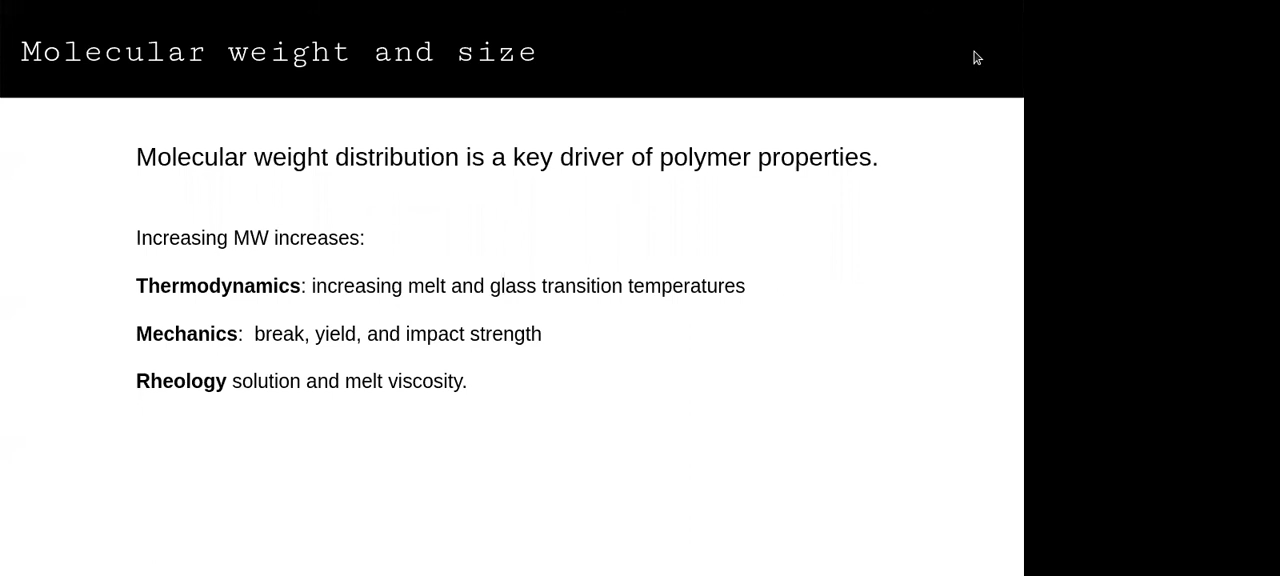 Molecular weight and size
Molecular weight distribution is a key driver of polymer properties.
Increasing MW increases:
Thermodynamics: increasing melt and glass transition temperatures
Mechanics:  break, yield, and impact strength
Rheology solution and melt viscosity.